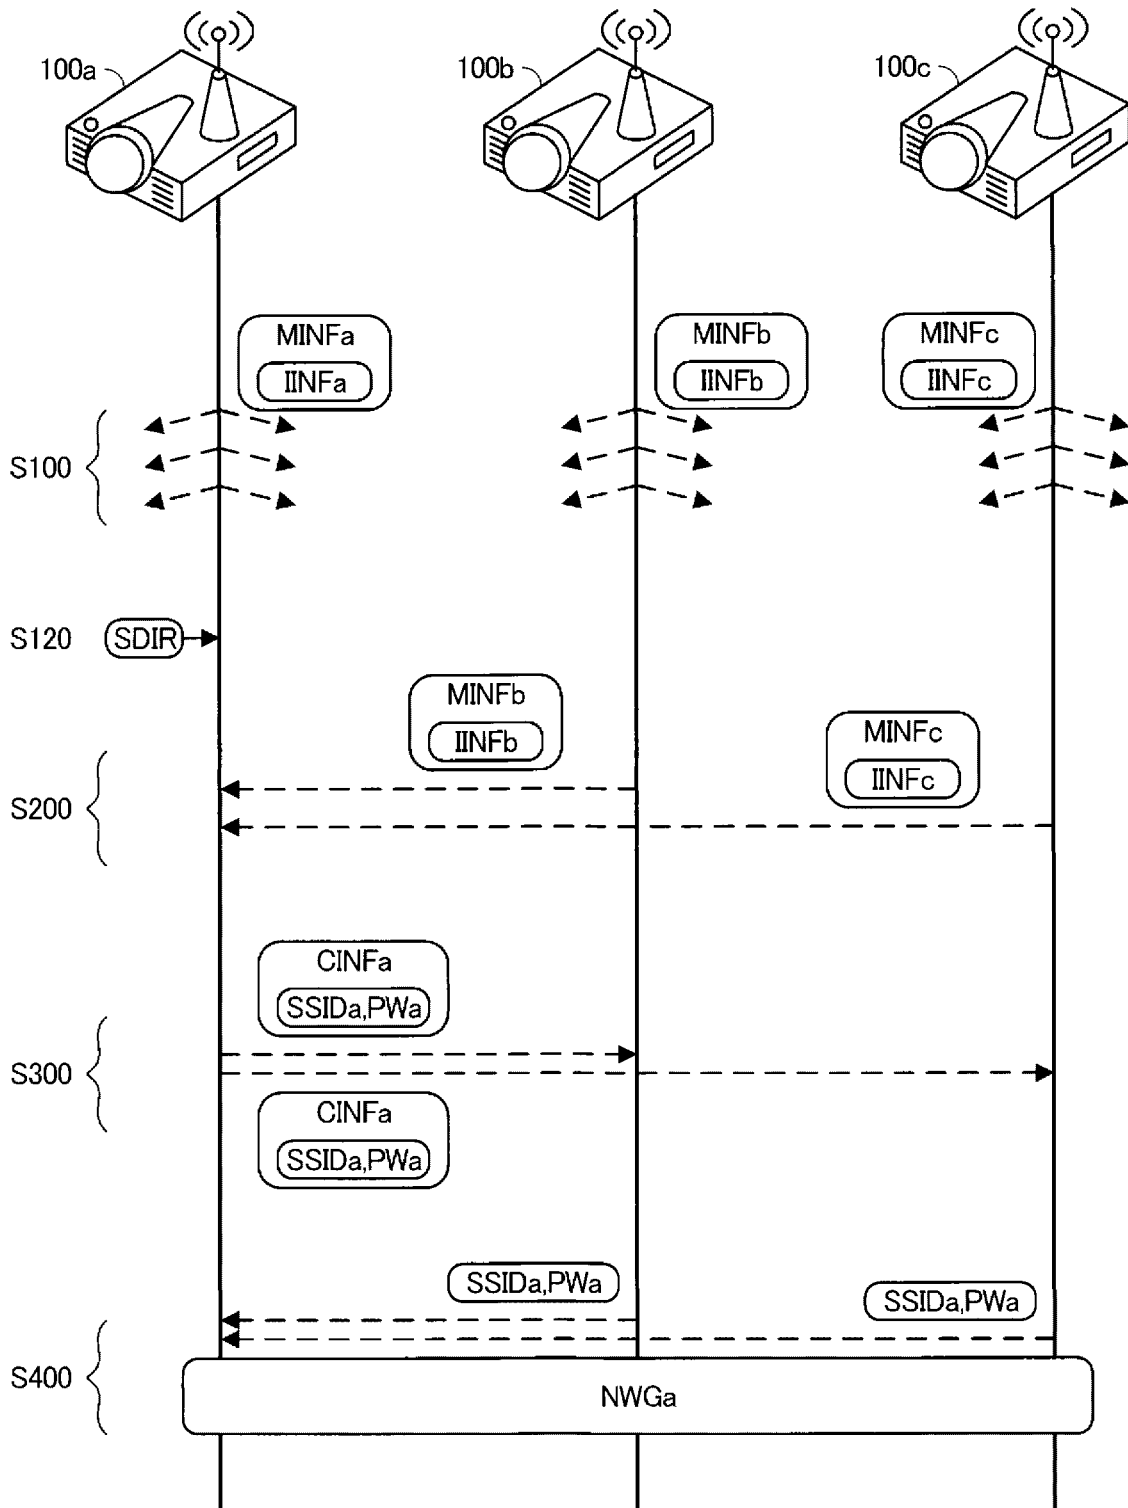 100a
100b
100c
MINFa
IINFa
MINFb
IINFb
MINFc
IINFc
S100
S120
SDIR
MINFb
IINFb
MINFc
IINFc
S200
CINFa
SSIDa,PWa
S300
CINFa
SSIDa,PWa
SSIDa,PWa
SSIDa,PWa
S400
NWGa